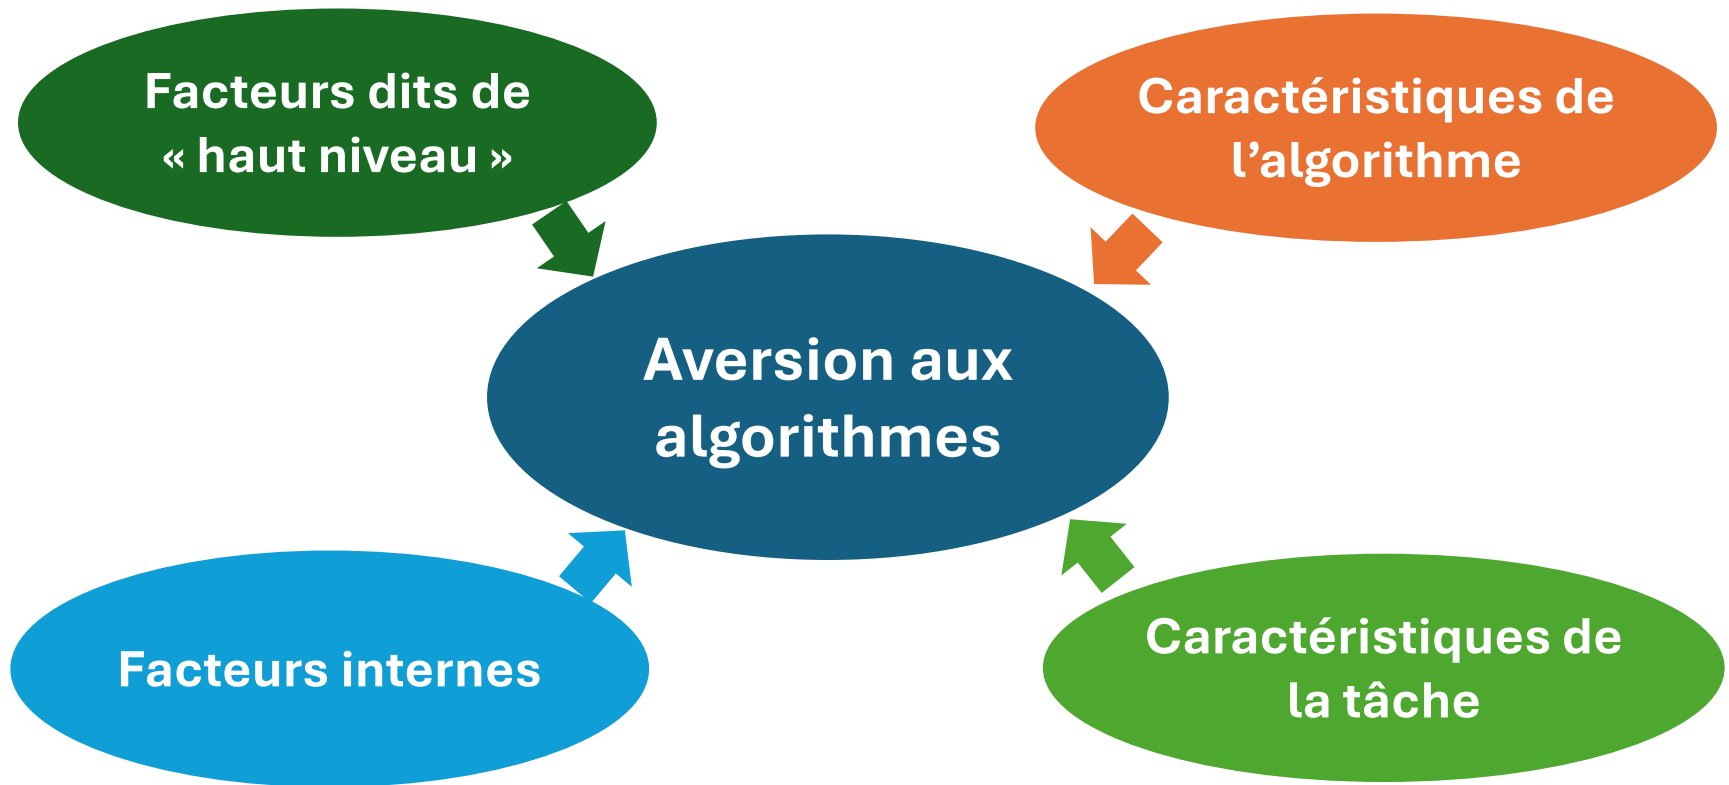 Facteurs dits de
« haut niveau »
Caractéristiques de
l’algorithme
Aversion aux
algorithmes
Facteurs internes
Caractéristiques de
la tâche